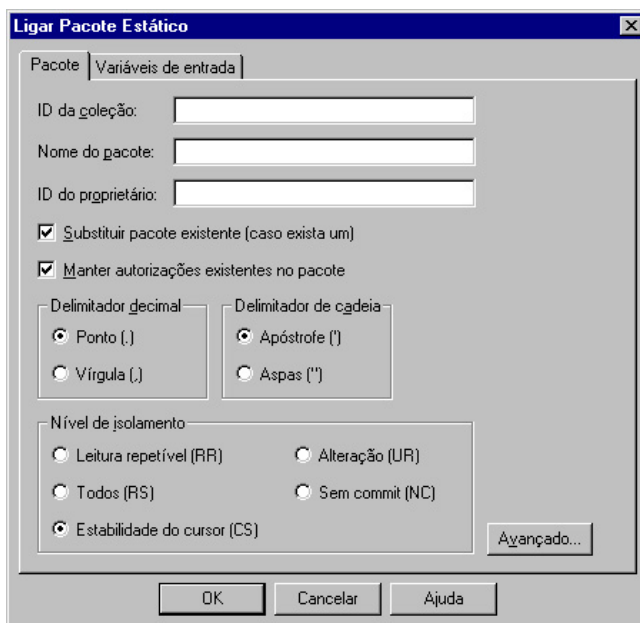 Ligar Pacote Estático
Pacote Variáveis de entrada
ID da coleção:
Nome do pacote:
ID do proprietário:
Substituir pacote existente (caso exista um)
Manter autorizações existentes no pacote
Delimitador decimal Delimitador de cadeia
Ponto (.) Apóstrofe (')
Vírgula (,) Aspas (")
Nível de isolamento
Leitura repetível (RR) Alteração (UR)
Todos (RS) Sem commit (NC)
Estabilidade do cursor (CS)
Avançado...
OK Cancelar Ajuda